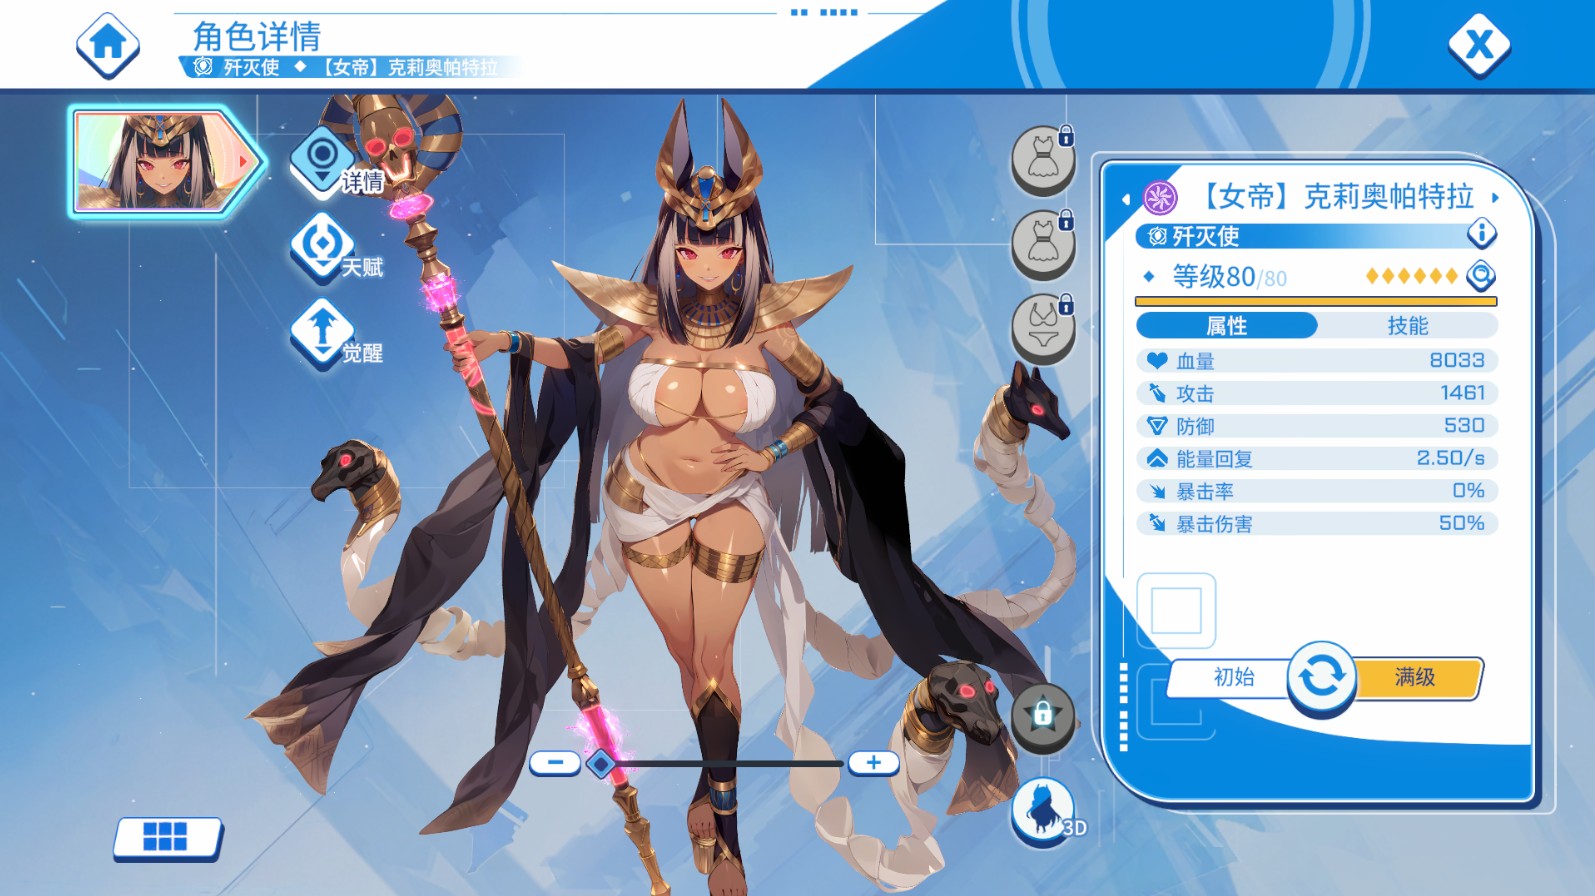 角色详情
歼灭使 ◆ 【女帝】克莉奥帕特拉
详情
天赋
觉醒
【女帝】克莉奥帕特拉
歼灭使
等级80/80
属性 技能
血量 8033
攻击 1461
防御 530
能量回复 2.50/s
暴击率 0%
暴击伤害 50%
初始 满级
3D